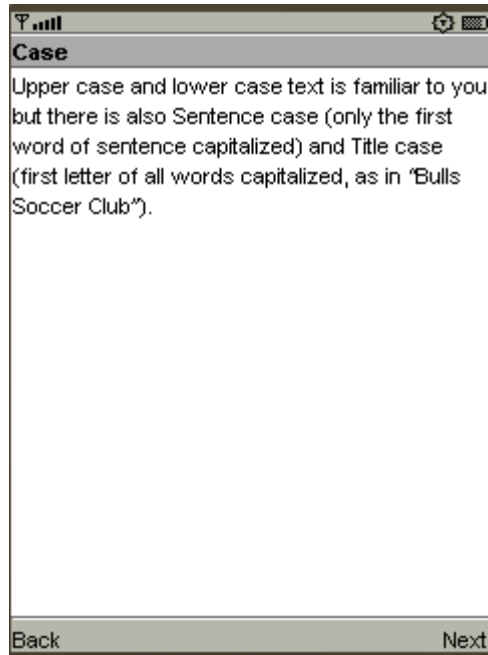 Case
Upper case and lower case text is familiar to you
but there is also Sentence case (only the first
word of sentence capitalized) and Title case
(first letter of all words capitalized, as in "Bulls
Soccer Club").
Back Next